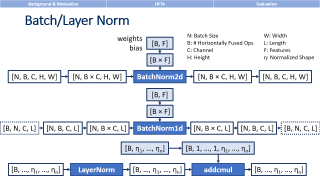 Background & Motivation HFTA Evaluation
Batch/Layer Norm
weights
bias
[B, F]
[B × F]
N: Batch Size
B: # Horizontally Fused Ops
C: Channel
H: Height
W: Width
L: Length
F: Features
η: Normalized Shape
[N, B, C, H, W] [N, B × C, H, W] BatchNorm2d [N, B × C, H, W] [N, B, C, H, W]
[B, F]
[B × F]
[B, N, C, L] [N, B, C, L] [N, B × C, L] BatchNorm1d [N, B × C, L] [N, B, C, L] [B, N, C, L]
[B, η₁, …, ηₙ] [B, 1, …, 1, η₁, …, ηₙ]
[B, …, η₁, …, ηₙ] LayerNorm [B, …, η₁, …, ηₙ] addcmul [B, …, η₁, …, ηₙ]